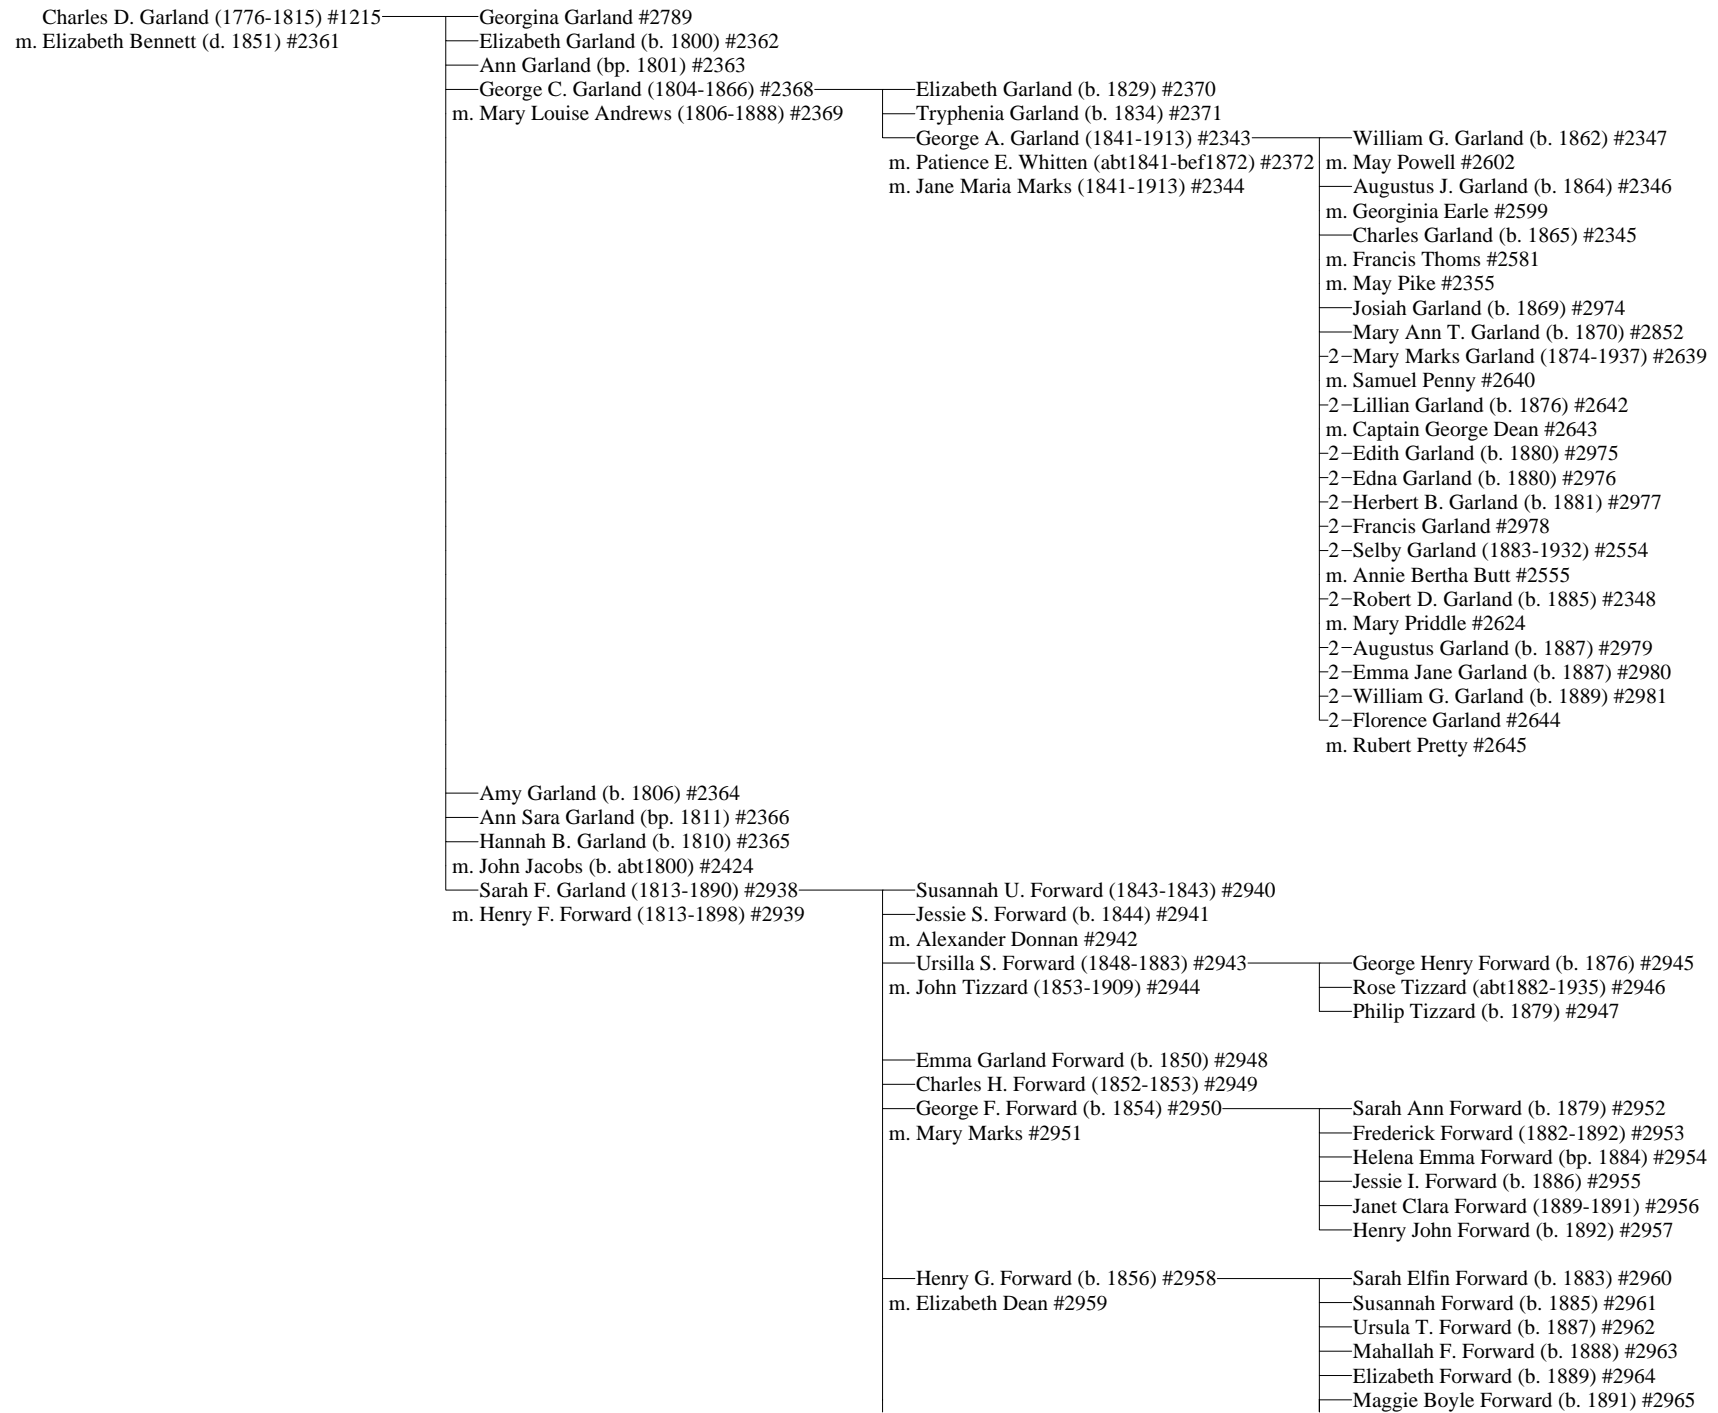 Charles D. Garland (1776-1815) #1215
m. Elizabeth Bennett (d. 1851) #2361
Georgina Garland #2789
Elizabeth Garland (b. 1800) #2362
Ann Garland (bp. 1801) #2363
George C. Garland (1804-1866) #2368
m. Mary Louise Andrews (1806-1888) #2369
Elizabeth Garland (b. 1829) #2370
Tryphenia Garland (b. 1834) #2371
George A. Garland (1841-1913) #2343
m. Patience E. Whitten (abt1841-bef1872) #2372
m. Jane Maria Marks (1841-1913) #2344
William G. Garland (b. 1862) #2347
m. May Powell #2602
Augustus J. Garland (b. 1864) #2346
m. Georginia Earle #2599
Charles Garland (b. 1865) #2345
m. Francis Thoms #2581
m. May Pike #2355
Josiah Garland (b. 1869) #2974
Mary Ann T. Garland (b. 1870) #2852
2 Mary Marks Garland (1874-1937) #2639
m. Samuel Penny #2640
2 Lillian Garland (b. 1876) #2642
m. Captain George Dean #2643
2 Edith Garland (b. 1880) #2975
2 Edna Garland (b. 1880) #2976
2 Herbert B. Garland (b. 1881) #2977
2 Francis Garland #2978
2 Selby Garland (1883-1932) #2554
m. Annie Bertha Butt #2555
2 Robert D. Garland (b. 1885) #2348
m. Mary Priddle #2624
2 Augustus Garland (b. 1887) #2979
2 Emma Jane Garland (b. 1887) #2980
2 William G. Garland (b. 1889) #2981
2 Florence Garland #2644
m. Rubert Pretty #2645
Amy Garland (b. 1806) #2364
Ann Sara Garland (bp. 1811) #2366
Hannah B. Garland (b. 1810) #2365
m. John Jacobs (b. abt1800) #2424
Sarah F. Garland (1813-1890) #2938
m. Henry F. Forward (1813-1898) #2939
Susannah U. Forward (1843-1843) #2940
Jessie S. Forward (b. 1844) #2941
m. Alexander Donnan #2942
Ursilla S. Forward (1848-1883) #2943
m. John Tizzard (1853-1909) #2944
George Henry Forward (b. 1876) #2945
Rose Tizzard (abt1882-1935) #2946
Philip Tizzard (b. 1879) #2947
Emma Garland Forward (b. 1850) #2948
Charles H. Forward (1852-1853) #2949
George F. Forward (b. 1854) #2950
m. Mary Marks #2951
Sarah Ann Forward (b. 1879) #2952
Frederick Forward (1882-1892) #2953
Helena Emma Forward (bp. 1884) #2954
Jessie I. Forward (b. 1886) #2955
Janet Clara Forward (1889-1891) #2956
Henry John Forward (b. 1892) #2957
Henry G. Forward (b. 1856) #2958
m. Elizabeth Dean #2959
Sarah Elfin Forward (b. 1883) #2960
Susannah Forward (b. 1885) #2961
Ursula T. Forward (b. 1887) #2962
Mahallah F. Forward (b. 1888) #2963
Elizabeth Forward (b. 1889) #2964
Maggie Boyle Forward (b. 1891) #2965